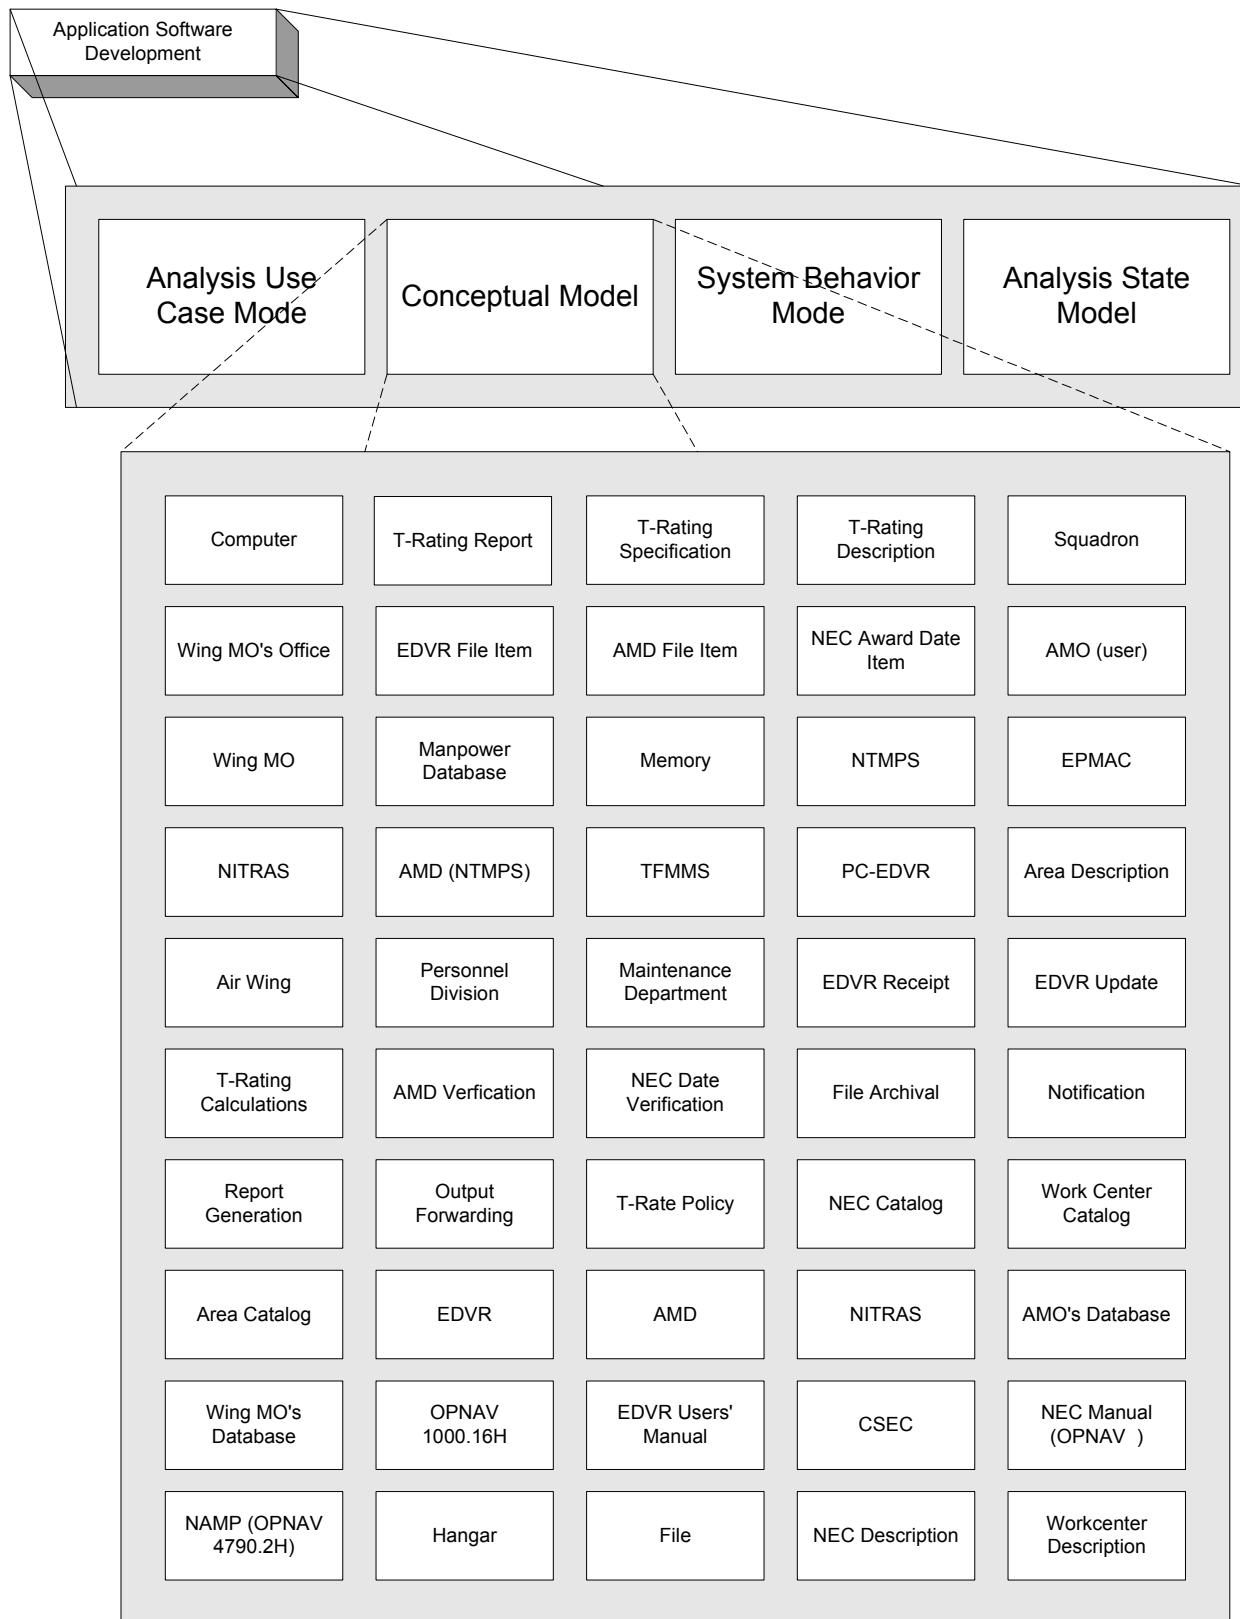 Application Software
Development
Analysis Use
Case Mode
Conceptual Model
System Behavior
Mode
Analysis State
Model
Computer
T-Rating Report
T-Rating
Specification
T-Rating
Description
Squadron
Wing MO's Office
EDVR File Item
AMD File Item
NEC Award Date
Item
AMO (user)
Wing MO
Manpower
Database
Memory
NTMPS
EPMAC
NITRAS
AMD (NTMPS)
TFMMS
PC-EDVR
Area Description
Air Wing
Personnel
Division
Maintenance
Department
EDVR Receipt
EDVR Update
T-Rating
Calculations
AMD Verfication
NEC Date
Verification
File Archival
Notification
Report
Generation
Output
Forwarding
T-Rate Policy
NEC Catalog
Work Center
Catalog
Area Catalog
EDVR
AMD
NITRAS
AMO's Database
Wing MO's
Database
OPNAV
1000.16H
EDVR Users'
Manual
CSEC
NEC Manual
(OPNAV  )
NAMP (OPNAV
4790.2H)
Hangar
File
NEC Description
Workcenter
Description